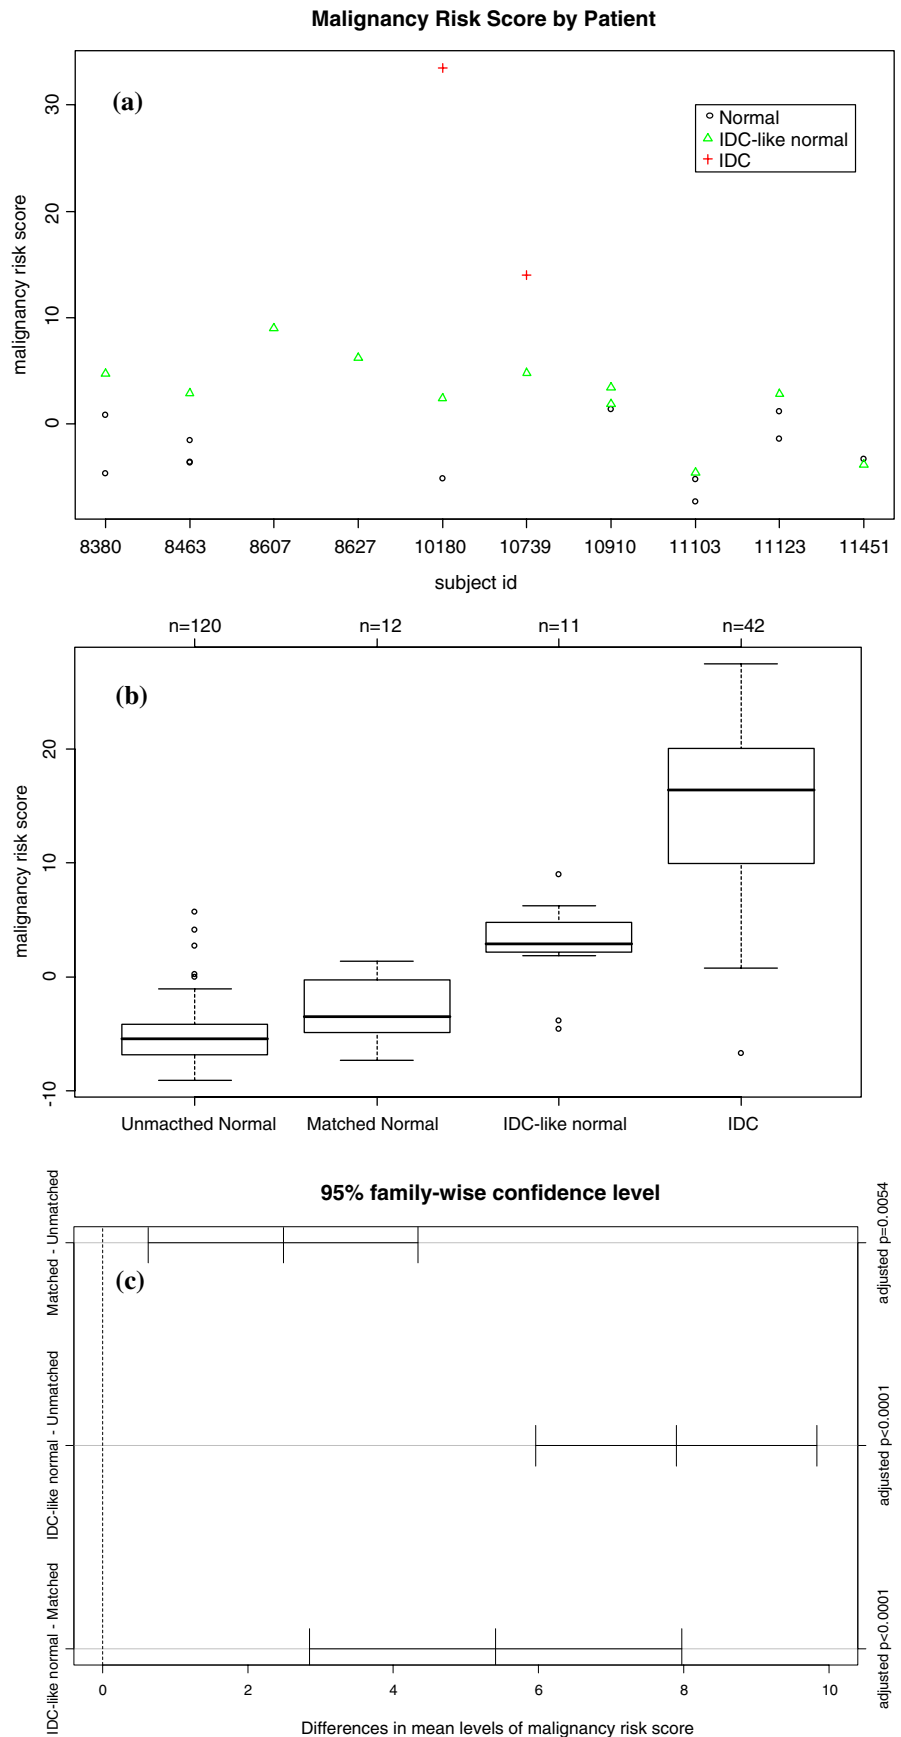 Malignancy Risk Score by Patient
(a)
malignancy risk score
30
20
10
0
Normal
IDC-like normal
IDC
8380 8463 8607 8627 10180 10739 10910 11103 11123 11451
subject id
n=120 n=12 n=11 n=42
(b)
malignancy risk score
20
10
0
-10
Unmacthed Normal Matched Normal IDC-like normal IDC
95% family-wise confidence level
(c)
Matched - Unmatched
IDC-like normal - Unmatched
IDC-like normal - Matched
adjusted p=0.0054
adjusted p<0.0001
adjusted p<0.0001
0 2 4 6 8 10
Differences in mean levels of malignancy risk score